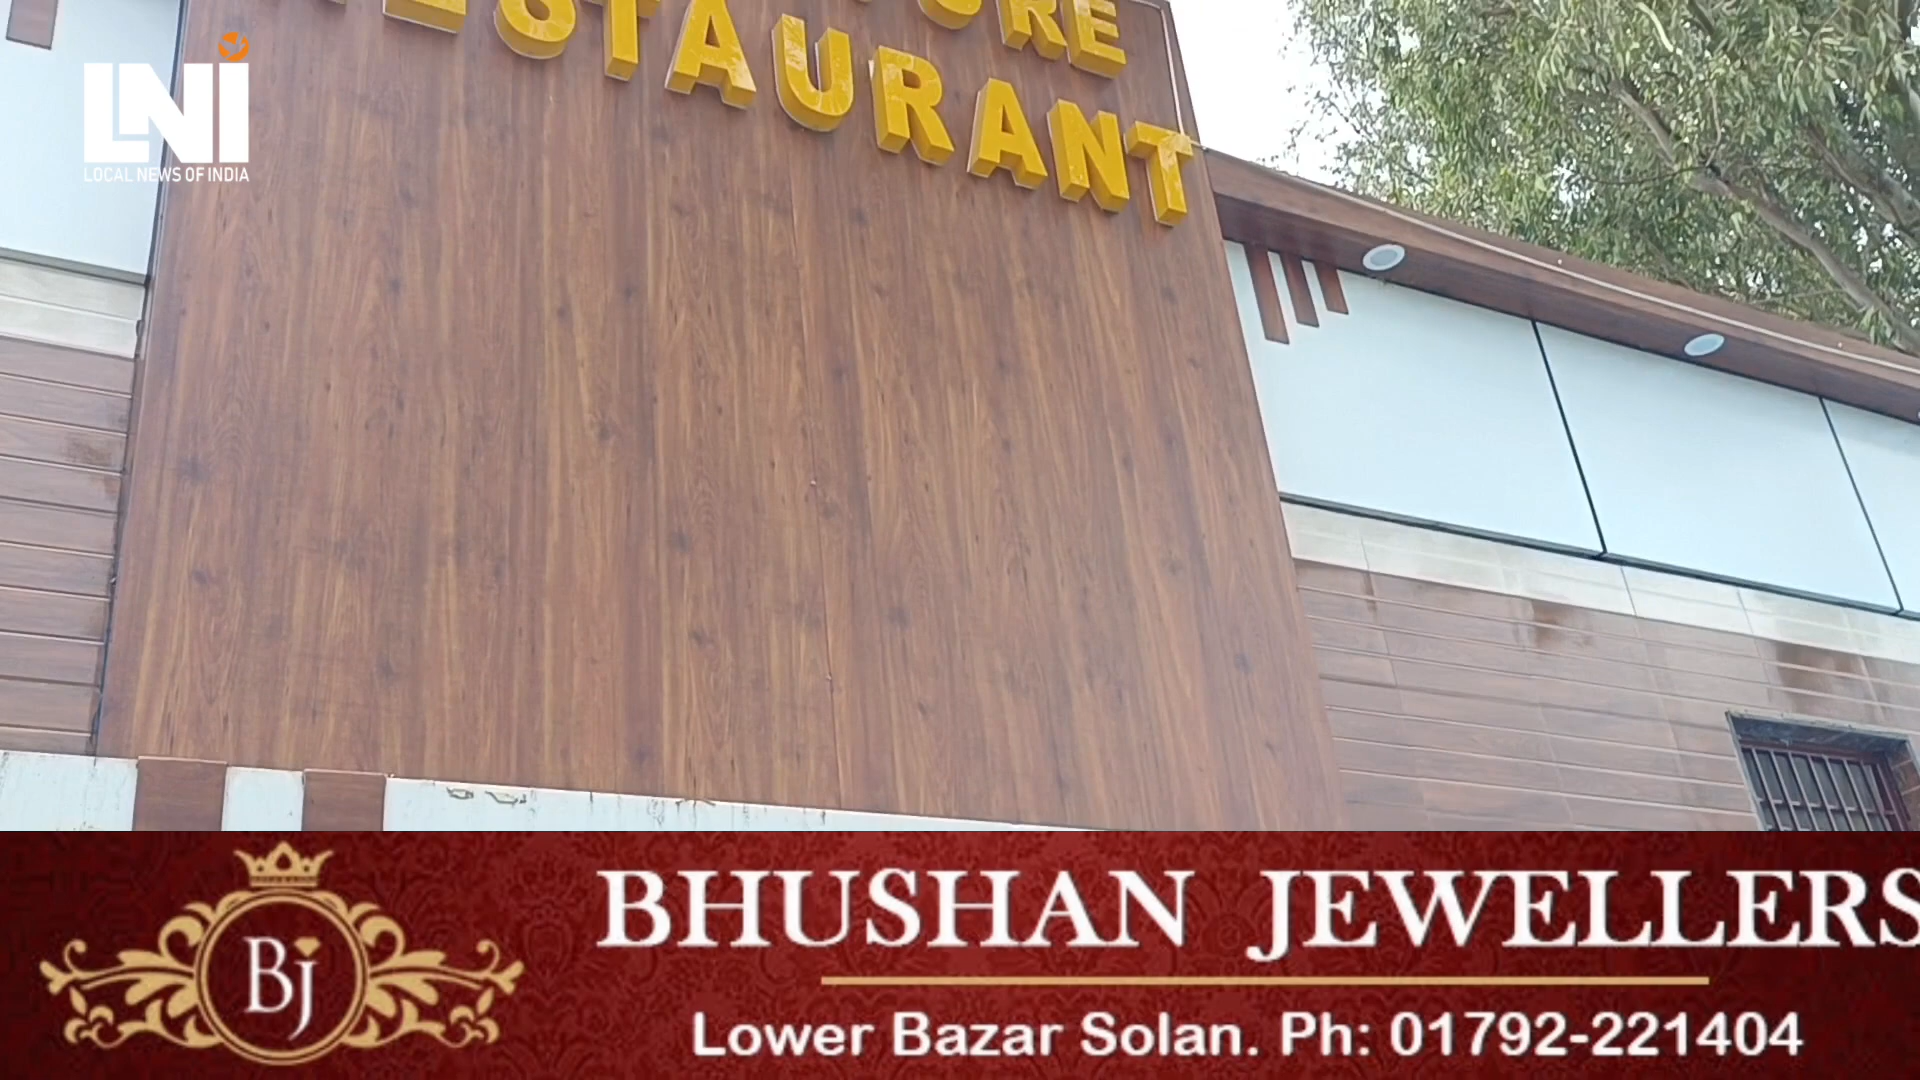 RESTAURANT
LNI
LOCAL NEWS OF INDIA
BJ
BHUSHAN JEWELLERS
Lower Bazar Solan. Ph: 01792-221404